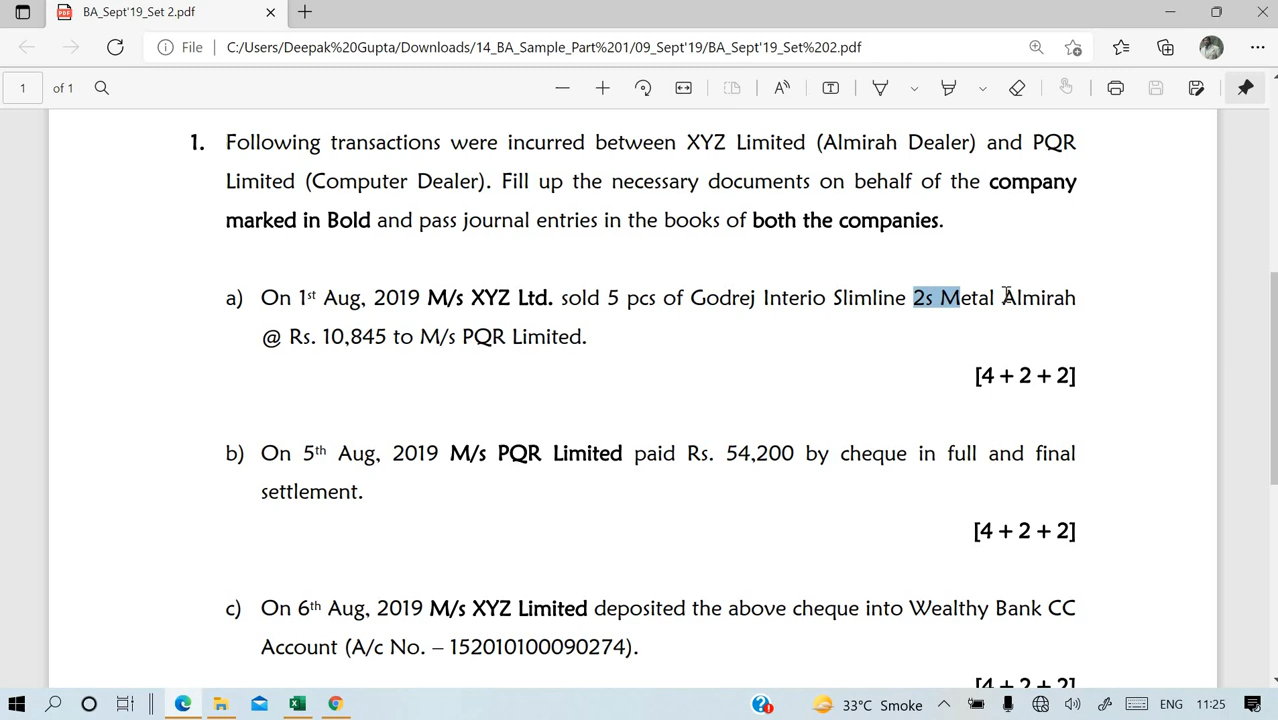 BA_Sept'19_Set 2.pdf
File C:/Users/Deepak%20Gupta/Downloads/14_BA_Sample_Part%201/09_Sept'19/BA_Sept'19_Set%202.pdf
1 of 1
1. Following transactions were incurred between XYZ Limited (Almirah Dealer) and PQR
Limited (Computer Dealer). Fill up the necessary documents on behalf of the company
marked in Bold and pass journal entries in the books of both the companies.
a) On 1st Aug, 2019 M/s XYZ Ltd. sold 5 pcs of Godrej Interio Slimline 2s Metal Almirah
@ Rs. 10,845 to M/s PQR Limited.
[4 + 2 + 2]
b) On 5th Aug, 2019 M/s PQR Limited paid Rs. 54,200 by cheque in full and final
settlement.
[4 + 2 + 2]
c) On 6th Aug, 2019 M/s XYZ Limited deposited the above cheque into Wealthy Bank CC
Account (A/c No. – 152010100090274).
[4 + 2 + 2]
33°C Smoke ENG 11:25